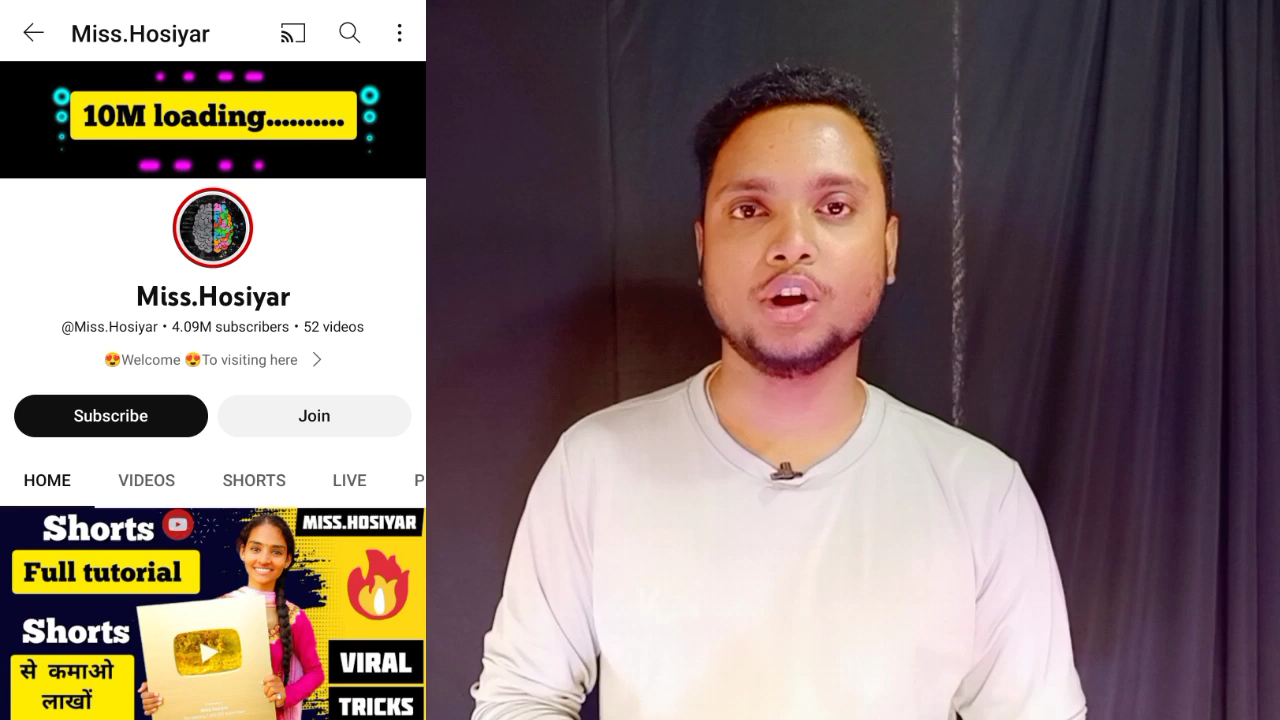 Miss.Hosiyar
10M loading..........
Miss.Hosiyar
@Miss.Hosiyar • 4.09M subscribers • 52 videos
😍Welcome 😍To visiting here
Subscribe
Join
HOME VIDEOS SHORTS LIVE P
Shorts
MISS.HOSIYAR
Full tutorial
Shorts
से कमाओ
लाखों
VIRAL
TRICKS